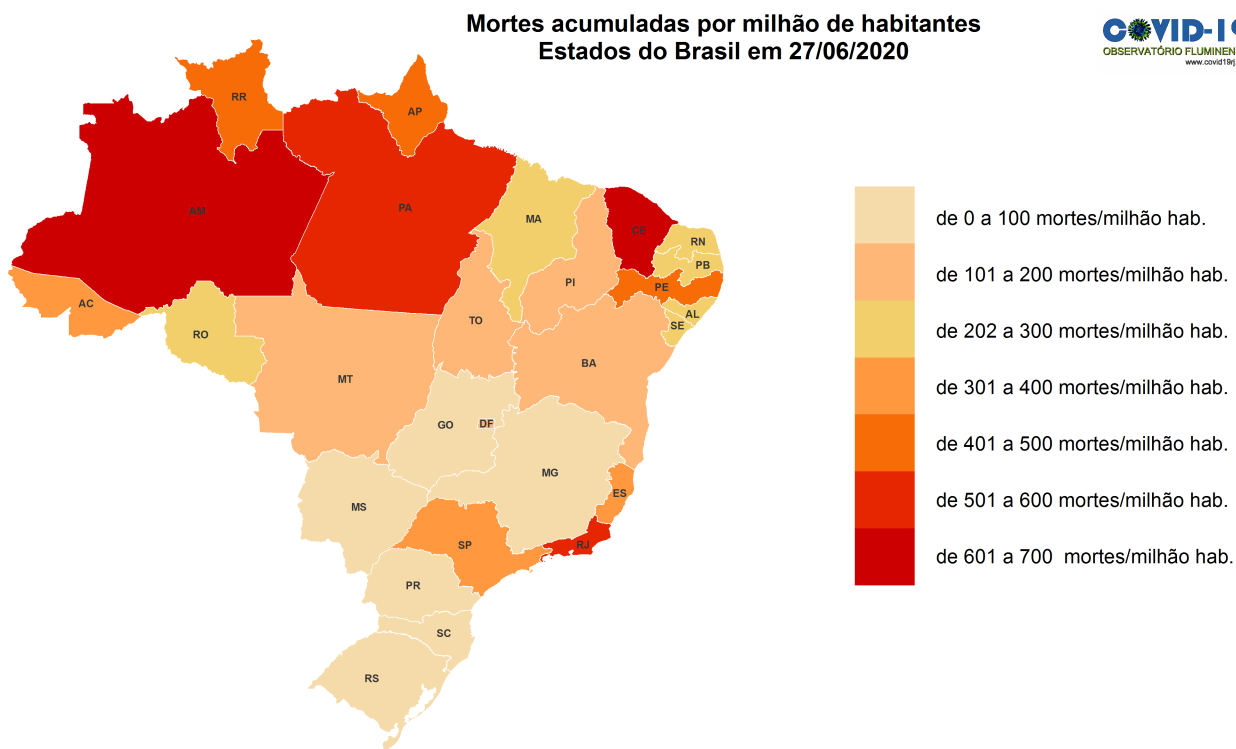 Mortes acumuladas por milhão de habitantes
Estados do Brasil em 27/06/2020
COVID-19
OBSERVATÓRIO FLUMINEN
www.covid19rj
RR
AP
AM
PA
MA
CE
RN
PB
PI
PE
AC
AL
SE
TO
RO
BA
MT
GO
DF
MG
ES
MS
SP
RJ
PR
SC
RS
de 0 a 100 mortes/milhão hab.
de 101 a 200 mortes/milhão hab.
de 202 a 300 mortes/milhão hab.
de 301 a 400 mortes/milhão hab.
de 401 a 500 mortes/milhão hab.
de 501 a 600 mortes/milhão hab.
de 601 a 700 mortes/milhão hab.